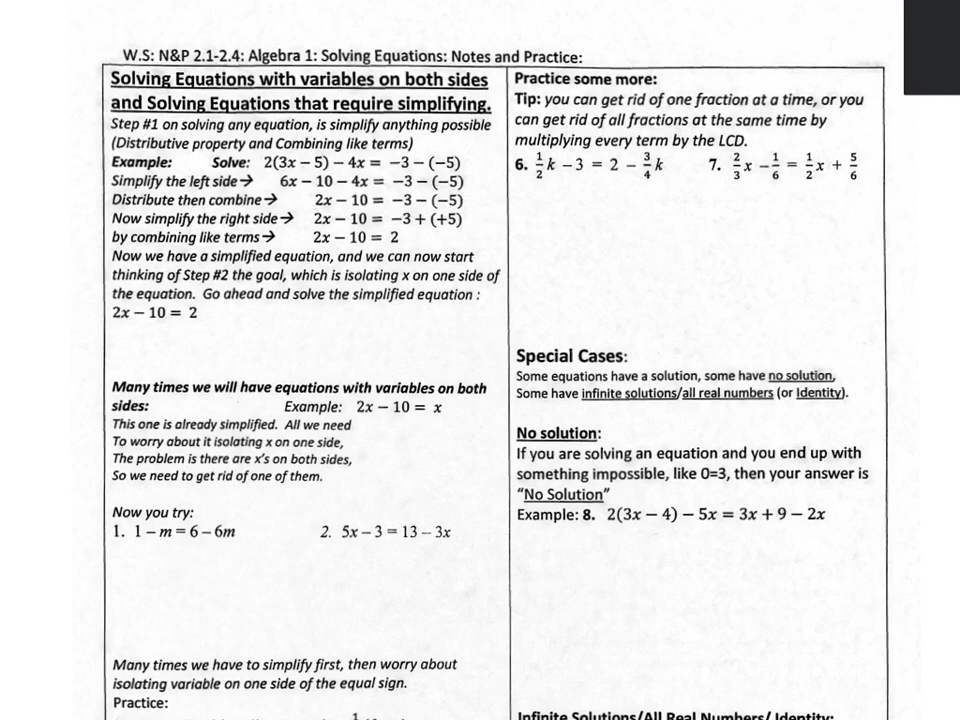 W.S: N&P 2.1-2.4: Algebra 1: Solving Equations: Notes and Practice:
Solving Equations with variables on both sides
and Solving Equations that require simplifying.
Step #1 on solving any equation, is simplify anything possible
(Distributive property and Combining like terms)
Example: Solve: 2(3x − 5) − 4x = −3 − (−5)
Simplify the left side→ 6x − 10 − 4x = −3 − (−5)
Distribute then combine→ 2x − 10 = −3 − (−5)
Now simplify the right side→ 2x − 10 = −3 + (+5)
by combining like terms→ 2x − 10 = 2
Now we have a simplified equation, and we can now start
thinking of Step #2 the goal, which is isolating x on one side of
the equation. Go ahead and solve the simplified equation :
2x − 10 = 2
Many times we will have equations with variables on both
sides: Example: 2x − 10 = x
This one is already simplified. All we need
To worry about it isolating x on one side,
The problem is there are x's on both sides,
So we need to get rid of one of them.
Now you try:
1. 1 – m = 6 – 6m 2. 5x – 3 = 13 – 3x
Many times we have to simplify first, then worry about
isolating variable on one side of the equal sign.
Practice:
Practice some more:
Tip: you can get rid of one fraction at a time, or you
can get rid of all fractions at the same time by
multiplying every term by the LCD.
6. 1/2 k − 3 = 2 − 3/4 k 7. 2/3 x − 1/6 = 1/2 x + 5/6
Special Cases:
Some equations have a solution, some have no solution,
Some have infinite solutions/all real numbers (or Identity).
No solution:
If you are solving an equation and you end up with
something impossible, like 0=3, then your answer is
"No Solution"
Example: 8. 2(3x − 4) − 5x = 3x + 9 − 2x
Infinite Solutions/All Real Numbers/ Identity: